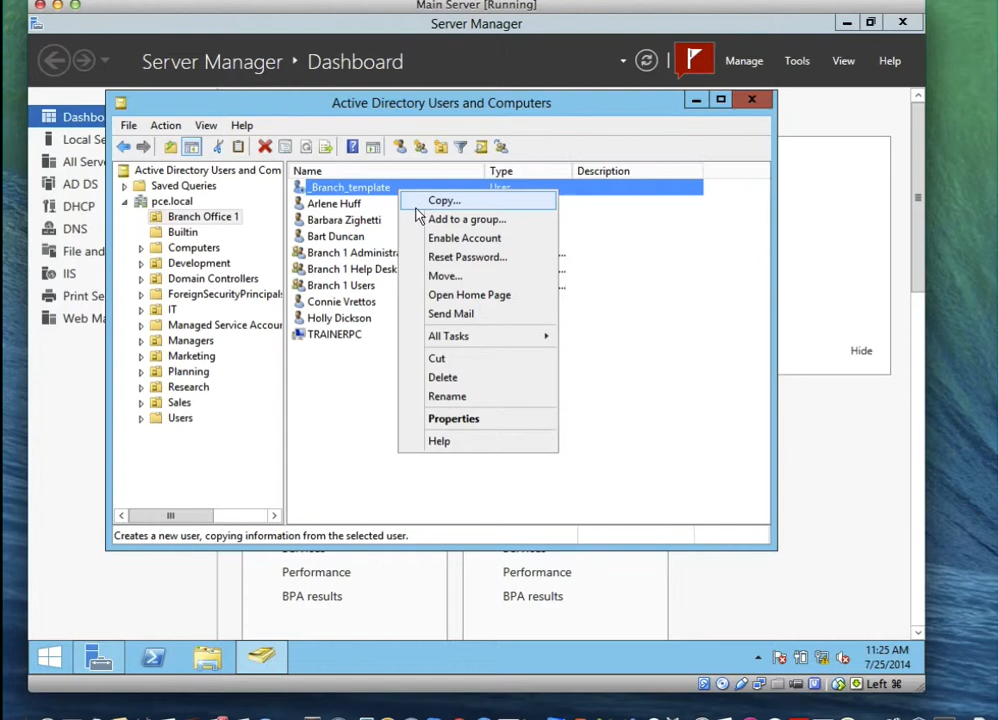 Main Server [Running]
Server Manager
Server Manager • Dashboard
Manage Tools View Help
Dashbo
Local Se
All Serve
AD DS
DHCP
DNS
File and
IIS
Print Se
Web Ma
Active Directory Users and Computers
File Action View Help
Active Directory Users and Com
Saved Queries
pce.local
Branch Office 1
Builtin
Computers
Development
Domain Controllers
ForeignSecurityPrincipals
IT
Managed Service Accour
Managers
Marketing
Planning
Research
Sales
Users
Name Type Description
_Branch_template User
Arlene Huff
Barbara Zighetti
Bart Duncan
Branch 1 Administra ...
Branch 1 Help Desk ...
Branch 1 Users ...
Connie Vrettos
Holly Dickson
TRAINERPC
Copy...
Add to a group...
Enable Account
Reset Password...
Move...
Open Home Page
Send Mail
All Tasks
Cut
Delete
Rename
Properties
Help
Creates a new user, copying information from the selected user.
Hide
Services Services
Performance Performance
BPA results BPA results
11:25 AM
7/25/2014
Left ⌘